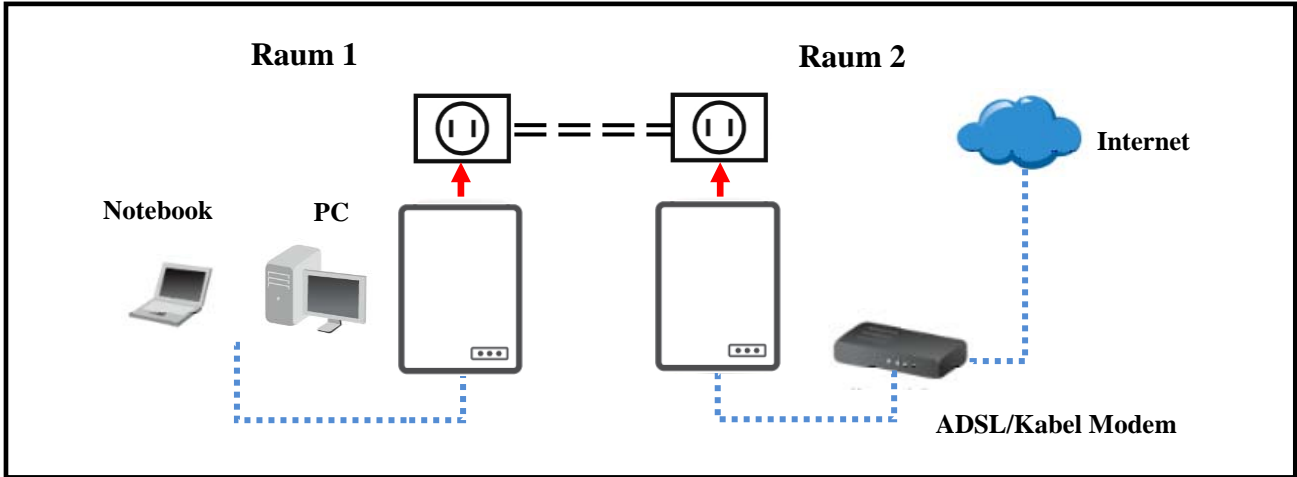 Raum 1
Raum 2
Internet
Notebook
PC
ADSL/Kabel Modem